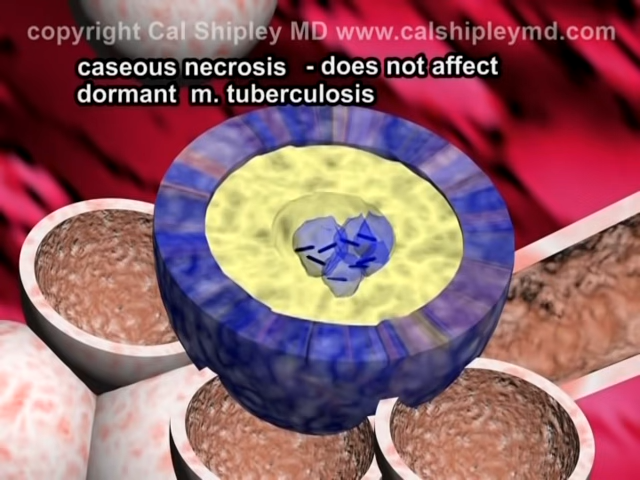 copyright Cal Shipley MD www.calshipleymd.com
caseous necrosis - does not affect
dormant m. tuberculosis